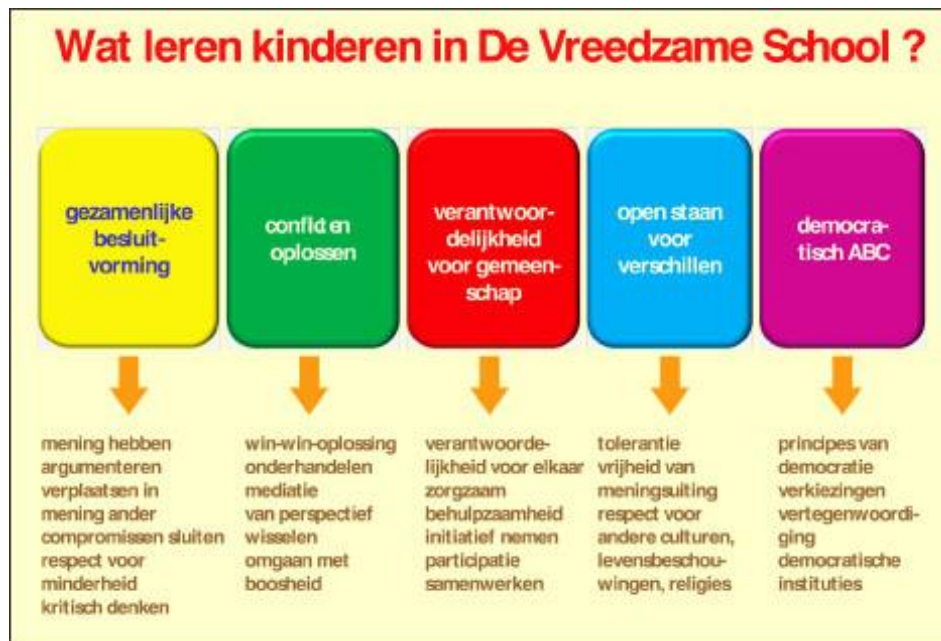 Wat leren kinderen in De Vreedzame School ?
gezamenlijke
besluit-
vorming
mening hebben
argumenteren
verplaatsen in
mening ander
compromissen sluiten
respect voor
minderheid
kritisch denken
oplossen
win-win-oplossing
onderhandelen
mediatie
van perspectief
wisselen
omgaan met
boosheid
verantwoor-
delijkheid
voor gemeen-
schap
verantwoorde-
lijkheid voor elkaar
zorgzaam
behulpzaamheid
initiatief nemen
participatie
samenwerken
open staan
voor
verschillen
tolerantie
vrijheid van
meningsuiting
respect voor
andere culturen,
levensbeschou-
wingen, religies
democra-
tisch ABC
principes van
democratie
verkiezingen
vertegenwoordi-
ging
democratische
instituties